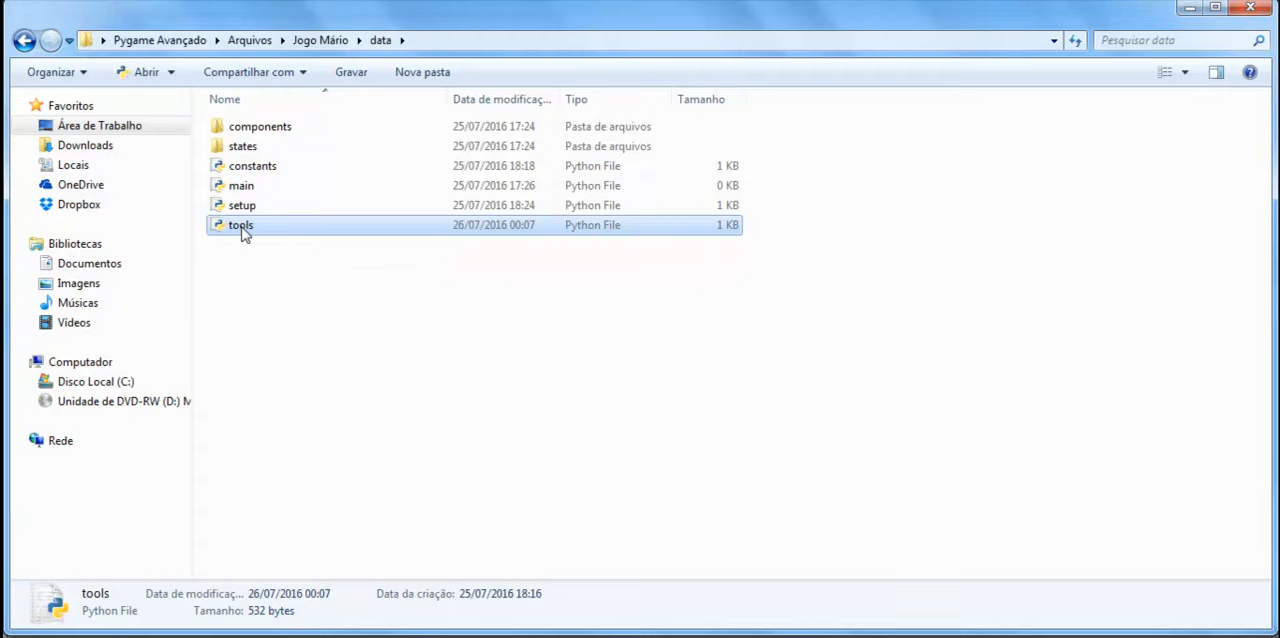 Pygame Avançado Arquivos Jogo Mário data Pesquisar data
Organizar Abrir Compartilhar com Gravar Nova pasta
Favoritos
Área de Trabalho
Downloads
Locais
OneDrive
Dropbox
Bibliotecas
Documentos
Imagens
Músicas
Vídeos
Computador
Disco Local (C:)
Unidade de DVD-RW (D:) M
Rede
Nome Data de modificaç... Tipo Tamanho
components 25/07/2016 17:24 Pasta de arquivos
states 25/07/2016 17:24 Pasta de arquivos
constants 25/07/2016 18:18 Python File 1 KB
main 25/07/2016 17:26 Python File 0 KB
setup 25/07/2016 18:24 Python File 1 KB
tools 26/07/2016 00:07 Python File 1 KB
tools Data de modificaç... 26/07/2016 00:07 Data da criação: 25/07/2016 18:16
Python File Tamanho: 532 bytes